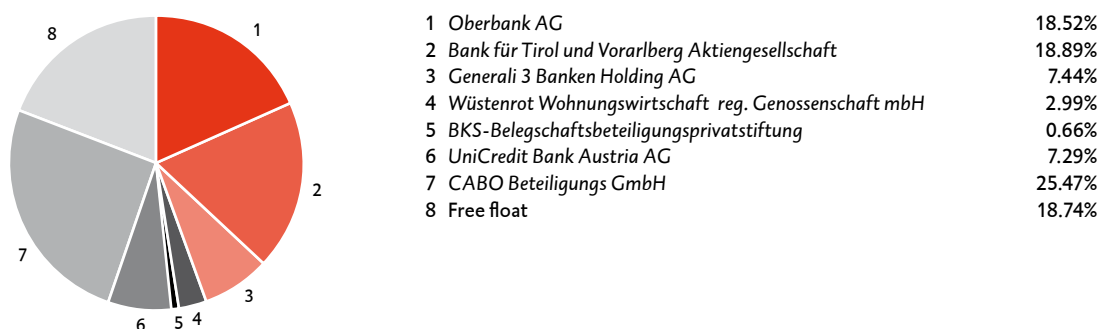 1 Oberbank AG 18.52%
2 Bank für Tirol und Vorarlberg Aktiengesellschaft 18.89%
3 Generali 3 Banken Holding AG 7.44%
4 Wüstenrot Wohnungswirtschaft reg. Genossenschaft mbH 2.99%
5 BKS-Belegschaftsbeteiligungsprivatstiftung 0.66%
6 UniCredit Bank Austria AG 7.29%
7 CABO Beteiligungs GmbH 25.47%
8 Free float 18.74%
8
1
2
7
3
6
5
4